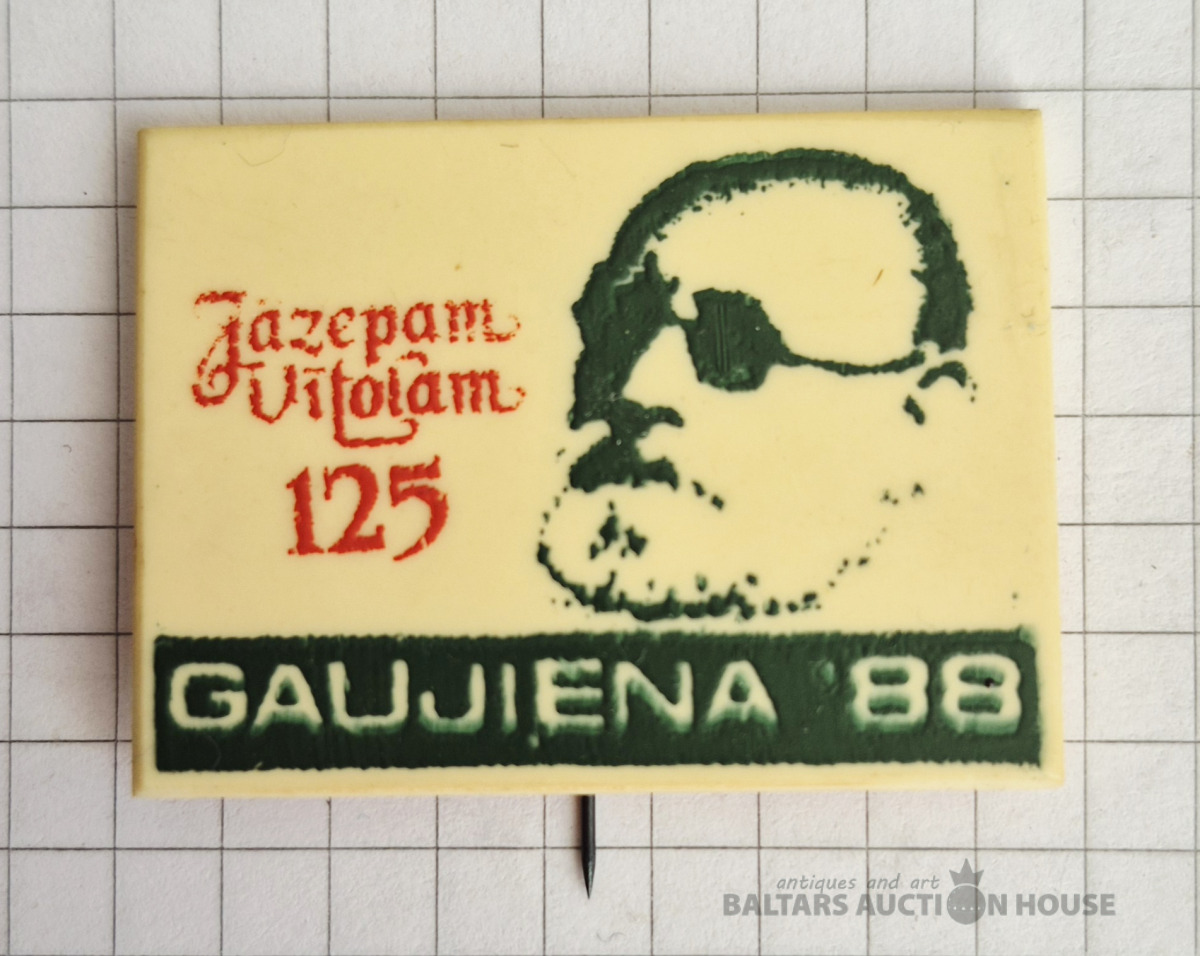 Jāzepam
Vītolam
125
GAUJIENA '88
antiques and art
BALTARS AUCTION HOUSE